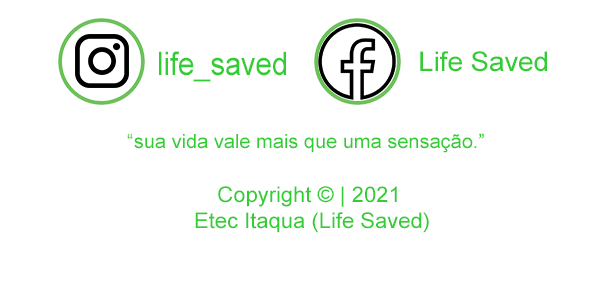 life_saved Life Saved
“sua vida vale mais que uma sensação.”
Copyright © | 2021
Etec Itaqua (Life Saved)